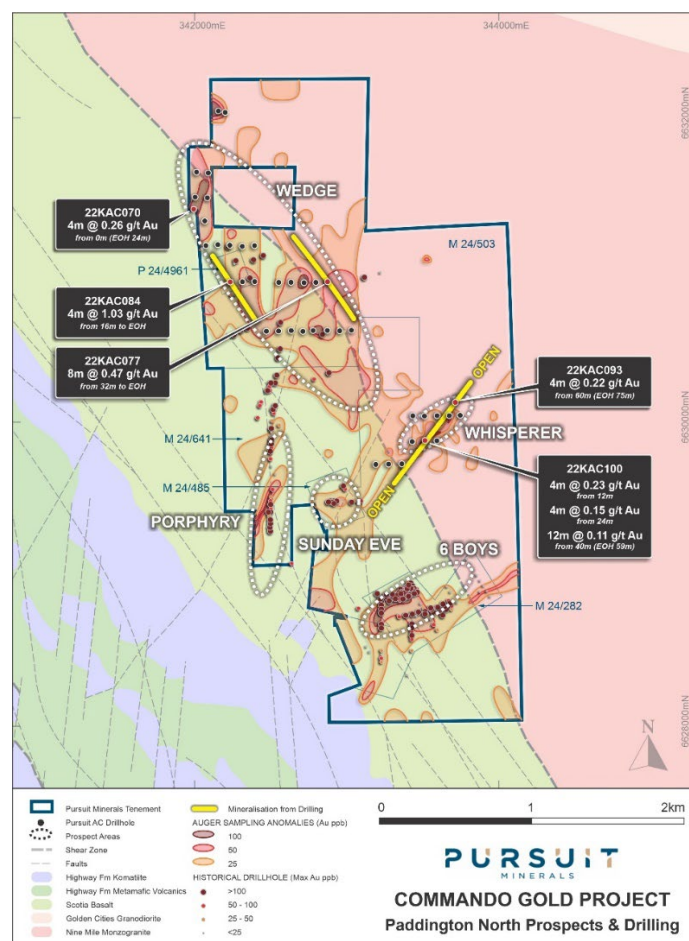 342000mE
344000mE
6632000mN
WEDGE
22KAC070
4m @ 0.26 g/t Au
from 0m (EOH 24m)
M 24/503
P 24/4961
22KAC084
4m @ 1.03 g/t Au
from 16m to EOH
22KAC077
8m @ 0.47 g/t Au
from 32m to EOH
OPEN
22KAC093
4m @ 0.22 g/t Au
from 60m (EOH 75m)
6630000mN
WHISPERER
M 24/641
22KAC100
4m @ 0.23 g/t Au
from 12m
4m @ 0.15 g/t Au
from 24m
12m @ 0.11 g/t Au
from 40m (EOH 59m)
M 24/485
OPEN
PORPHYRY
SUNDAY EVE
6 BOYS
M 24/282
N
6628000mN
Pursuit Minerals Tenement
Pursuit AC Drillhole
Prospect Areas
Shear Zone
Faults
Highway Fm Komatiite
Highway Fm Metamafic Volcanics
Scotia Basalt
Golden Cities Granodiorite
Nine Mile Monzogranite
Mineralisation from Drilling
AUGER SAMPLING ANOMALIES (Au ppb)
100
50
25
HISTORICAL DRILLHOLE (Max Au ppb)
>100
50 - 100
25 - 50
<25
0 1 2km
PURSUIT
MINERALS
COMMANDO GOLD PROJECT
Paddington North Prospects & Drilling